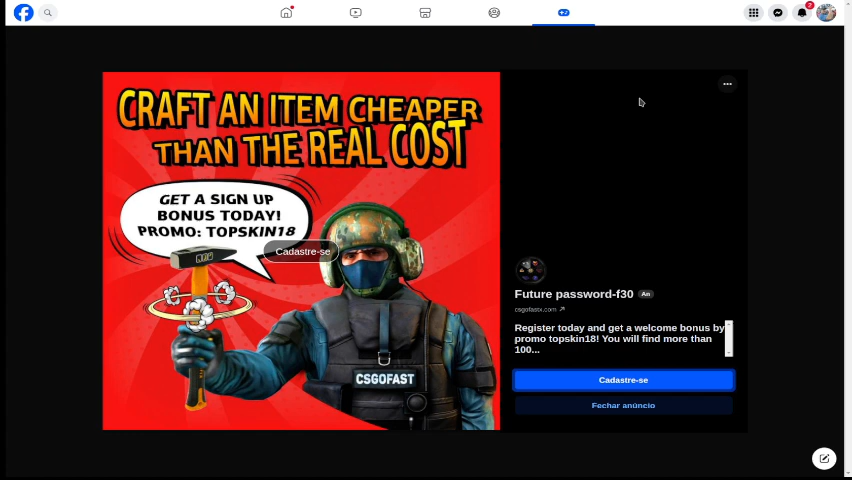 2
CRAFT AN ITEM CHEAPER
THAN THE REAL COST
GET A SIGN UP
BONUS TODAY!
PROMO: TOPSKIN18
Cadastre-se
CSGOFAST
Future password-f30 An
csgofastx.com
Register today and get a welcome bonus by
promo topskin18! You will find more than
100...
Cadastre-se
Fechar anúncio